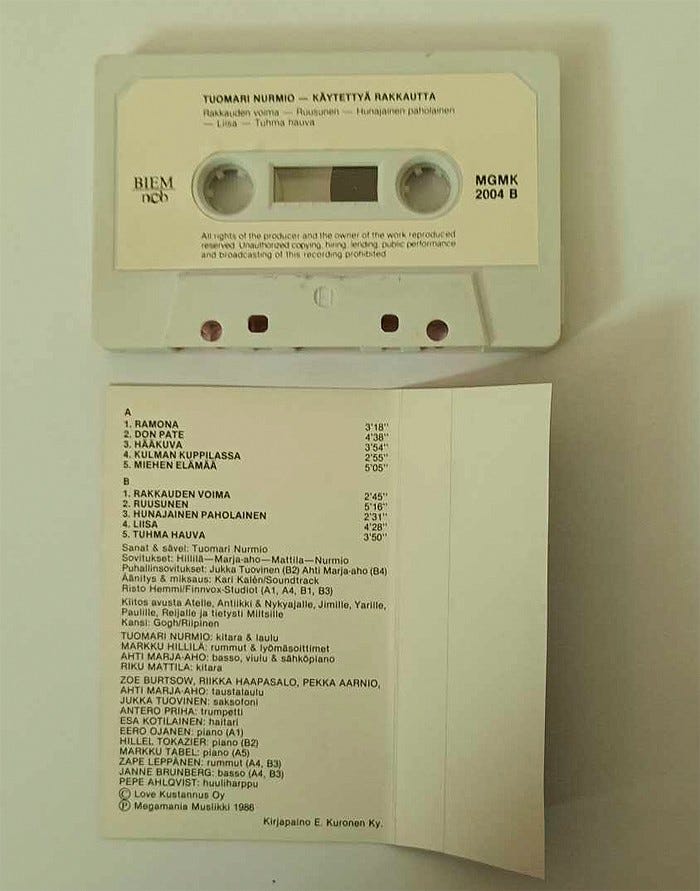 TUOMARI NURMIO — KÄYTETTYÄ RAKKAUTTA
Rakkauden voima — Ruusunen — Hunajainen paholainen
— Liisa — Tuhma hauva
BIEM
ncb
MGMK
2004 B
All rights of the producer and the owner of the work reproduced
reserved. Unauthorized copying, hiring, lending, public performance
and broadcasting of this recording prohibited
A
1. RAMONA 3'18"
2. DON PATE 4'38"
3. HÄÄKUVA 3'54"
4. KULMAN KUPPILASSA 2'55"
5. MIEHEN ELÄMÄÄ 5'05"
B
1. RAKKAUDEN VOIMA 2'45"
2. RUUSUNEN 5'16"
3. HUNAJAINEN PAHOLAINEN 2'31"
4. LIISA 4'28"
5. TUHMA HAUVA 3'50"
Sanat & sävel: Tuomari Nurmio
Sovitukset: Hillilä—Marja-aho—Mattila—Nurmio
Puhallinsovitukset: Jukka Tuovinen (B2) Ahti Marja-aho (B4)
Äänitys & miksaus: Kari Kalén/Soundtrack
Risto Hemmi/Finnvox-Studiot (A1, A4, B1, B3)
Kiitos avusta Atelle, Antiikki & Nykyajalle, Jimille, Yarille,
Paulille, Reijalle ja tietysti Miltsille
Kansi: Gogh/Riipinen
TUOMARI NURMIO: kitara & laulu
MARKKU HILLILÄ: rummut & lyömäsoittimet
AHTI MARJA-AHO: basso, viulu & sähköpiano
RIKU MATTILA: kitara
ZOE BURTSOW, RIIKKA HAAPASALO, PEKKA AARNIO,
AHTI MARJA-AHO: taustalaulu
JUKKA TUOVINEN: saksofoni
ANTERO PRIHA: trumpetti
ESA KOTILAINEN: haitari
EERO OJANEN: piano (A1)
HILLEL TOKAZIER: piano (B2)
MARKKU TABEL: piano (A5)
ZAPE LEPPÄNEN: rummut (A4, B3)
JANNE BRUNBERG: basso (A4, B3)
PEPE AHLQVIST: huuliharppu
Ⓒ Love Kustannus Oy
Ⓟ Megamania Musiikki 1986
Kirjapaino E. Kuronen Ky.